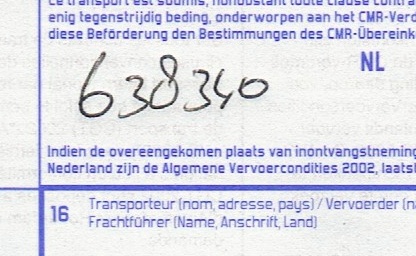 Ce transport est soumis, nonobstant toute clause contra
enig tegenstrijdig beding, onderworpen aan het CMR-Verd
diese Beförderung den Bestimmungen des CMR-Übereink
NL
638340
Indien de overeengekomen plaats van inontvangstneming
Nederland zijn de Algemene Vervoercondities 2002, laatst
16 Transporteur (nom, adresse, pays) / Vervoerder (na
Frachtführer (Name, Anschrift, Land)